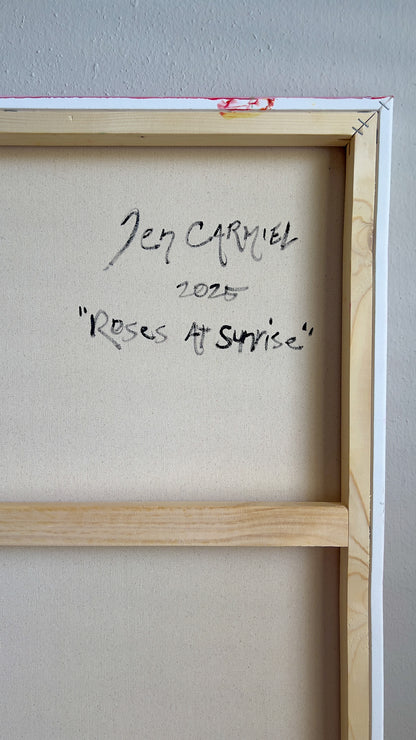 Jen CARMIEL
2025
"Roses At Sunrise"